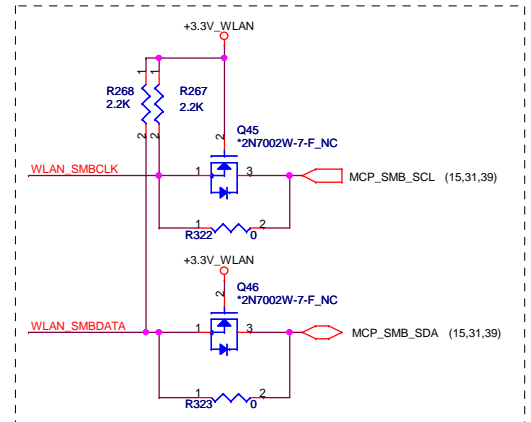 +3.3V_WLAN
1 1
R268 R267
2.2K 2.2K
2 2
Q45
*2N7002W-7-F_NC
2
WLAN_SMBCLK 1 3 MCP_SMB_SCL (15,31,39)
1 2
R322 0
+3.3V_WLAN
Q46
*2N7002W-7-F_NC
2
WLAN_SMBDATA 1 3 MCP_SMB_SDA (15,31,39)
1 2
R323 0